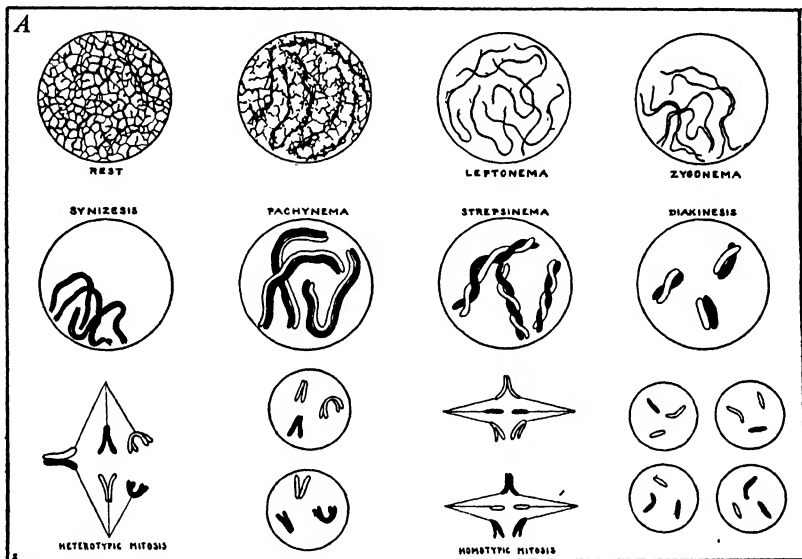 A
REST
LEPTONEMA
ZYGONEMA
SYNIZESIS
PACHYNEMA
STREPSINEMA
DIAKINESIS
HETEROTYPIC MITOSIS
HOMOTYPIC MITOSIS